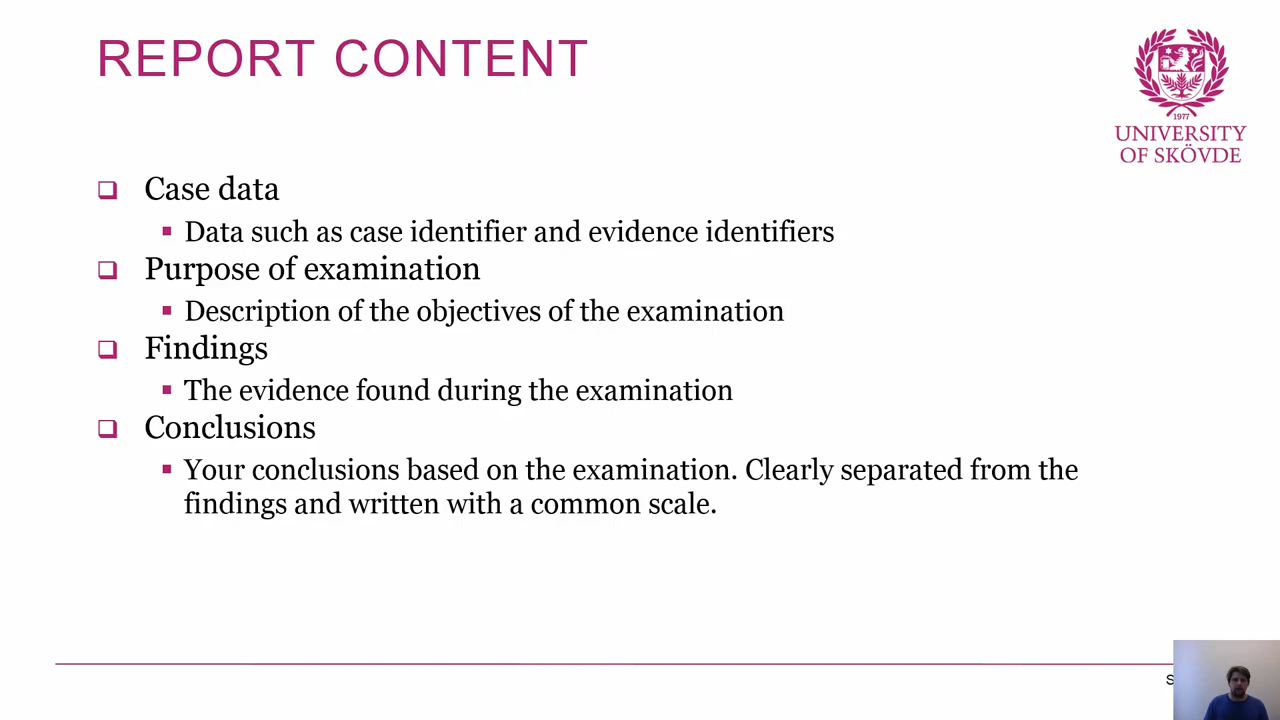 REPORT CONTENT
1977
UNIVERSITY
OF SKÖVDE
Case data
Data such as case identifier and evidence identifiers
Purpose of examination
Description of the objectives of the examination
Findings
The evidence found during the examination
Conclusions
Your conclusions based on the examination. Clearly separated from the
findings and written with a common scale.